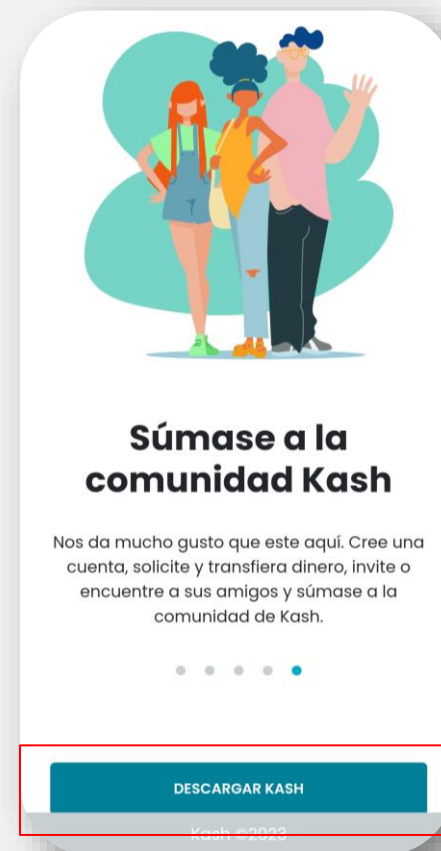 Súmase a la
comunidad Kash
Nos da mucho gusto que este aquí. Cree una
cuenta, solicite y transfiera dinero, invite o
encuentre a sus amigos y súmase a la
comunidad de Kash.
DESCARGAR KASH
Kash ©2023